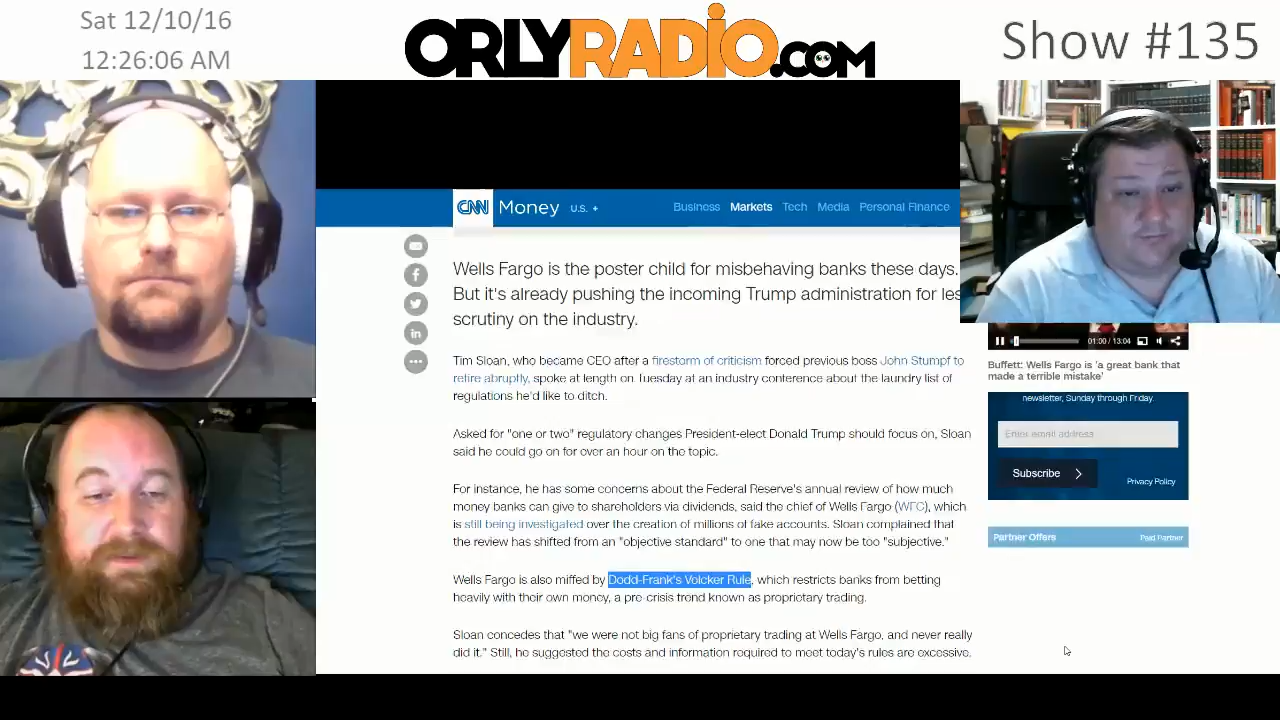 Sat 12/10/16
12:26:06 AM
ORLYRADIO.COM
Show #135
CNN Money U.S. + Business Markets Tech Media Personal Finance
Wells Fargo is the poster child for misbehaving banks these days.
But it's already pushing the incoming Trump administration for les
scrutiny on the industry.
Tim Sloan, who became CEO after a firestorm of criticism forced previous boss John Stumpf to
retire abruptly, spoke at length on Tuesday at an industry conference about the laundry list of
regulations he'd like to ditch.
Asked for "one or two" regulatory changes President-elect Donald Trump should focus on, Sloan
said he could go on for over an hour on the topic.
For instance, he has some concerns about the Federal Reserve's annual review of how much
money banks can give to shareholders via dividends, said the chief of Wells Fargo (WFC), which
is still being investigated over the creation of millions of fake accounts. Sloan complained that
the review has shifted from an "objective standard" to one that may now be too "subjective."
Wells Fargo is also miffed by Dodd-Frank's Volcker Rule, which restricts banks from betting
heavily with their own money, a pre-crisis trend known as proprietary trading.
Sloan concedes that "we were not big fans of proprietary trading at Wells Fargo, and never really
did it." Still, he suggested the costs and information required to meet today's rules are excessive.
01:00 / 13:04
Buffett: Wells Fargo is 'a great bank that
made a terrible mistake'
newsletter, Sunday through Friday.
Enter email address
Subscribe
Privacy Policy
Partner Offers
Paid Partner